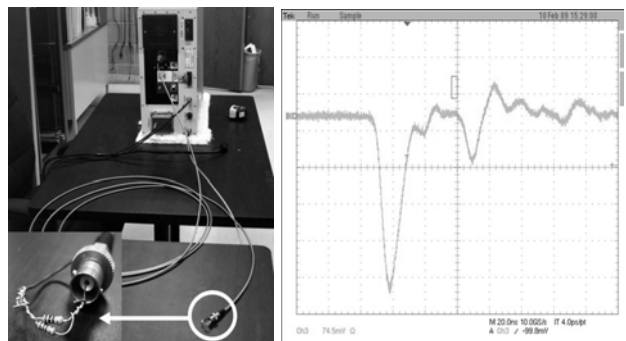 Tek Run Sample 10 Feb 09 15:29:00
M 20.0ns 10.0GS/s IT 4.0ps/pt
Ch3 74.5mV Ω A Ch3 / -99.8mV